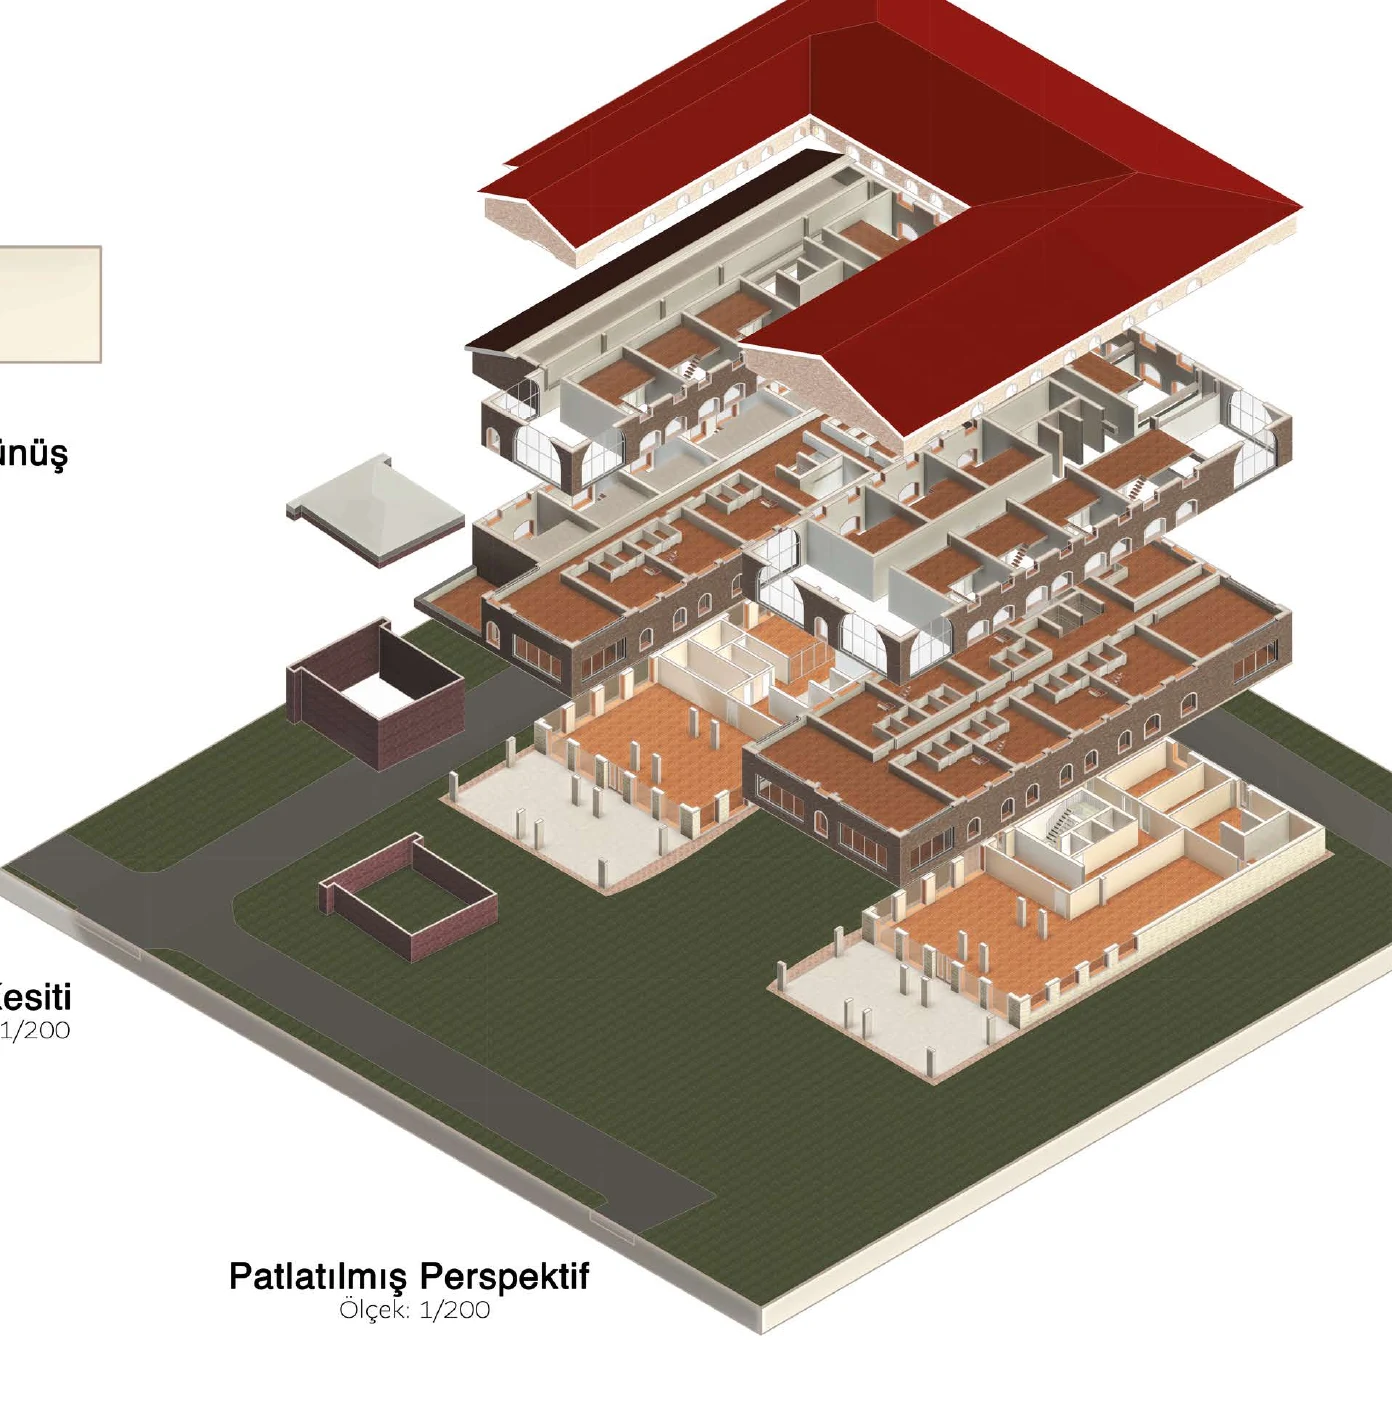 ünüş
Kesiti
1/200
Patlatılmış Perspektif
Ölçek: 1/200